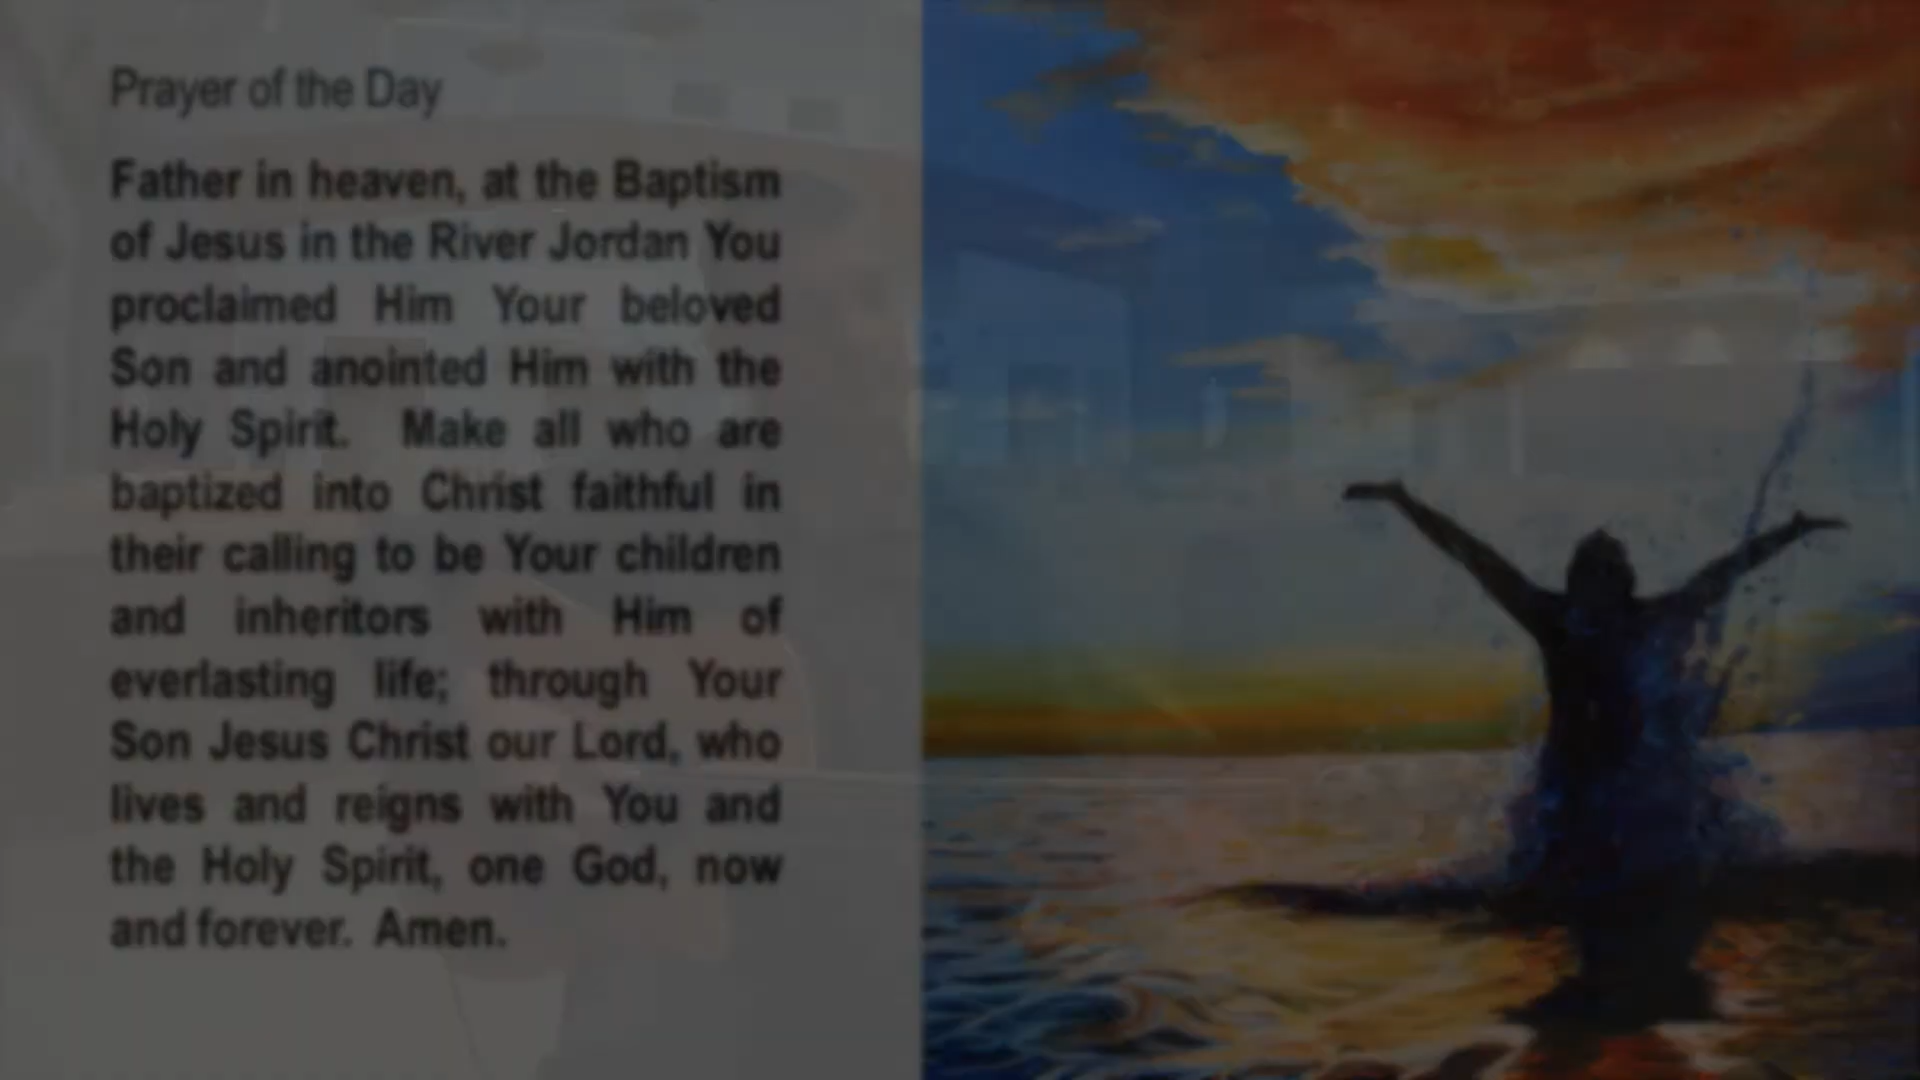 Prayer of the Day
Father in heaven, at the Baptism
of Jesus in the River Jordan You
proclaimed Him Your beloved
Son and anointed Him with the
Holy Spirit. Make all who are
baptized into Christ faithful in
their calling to be Your children
and inheritors with Him of
everlasting life; through Your
Son Jesus Christ our Lord, who
lives and reigns with You and
the Holy Spirit, one God, now
and forever. Amen.